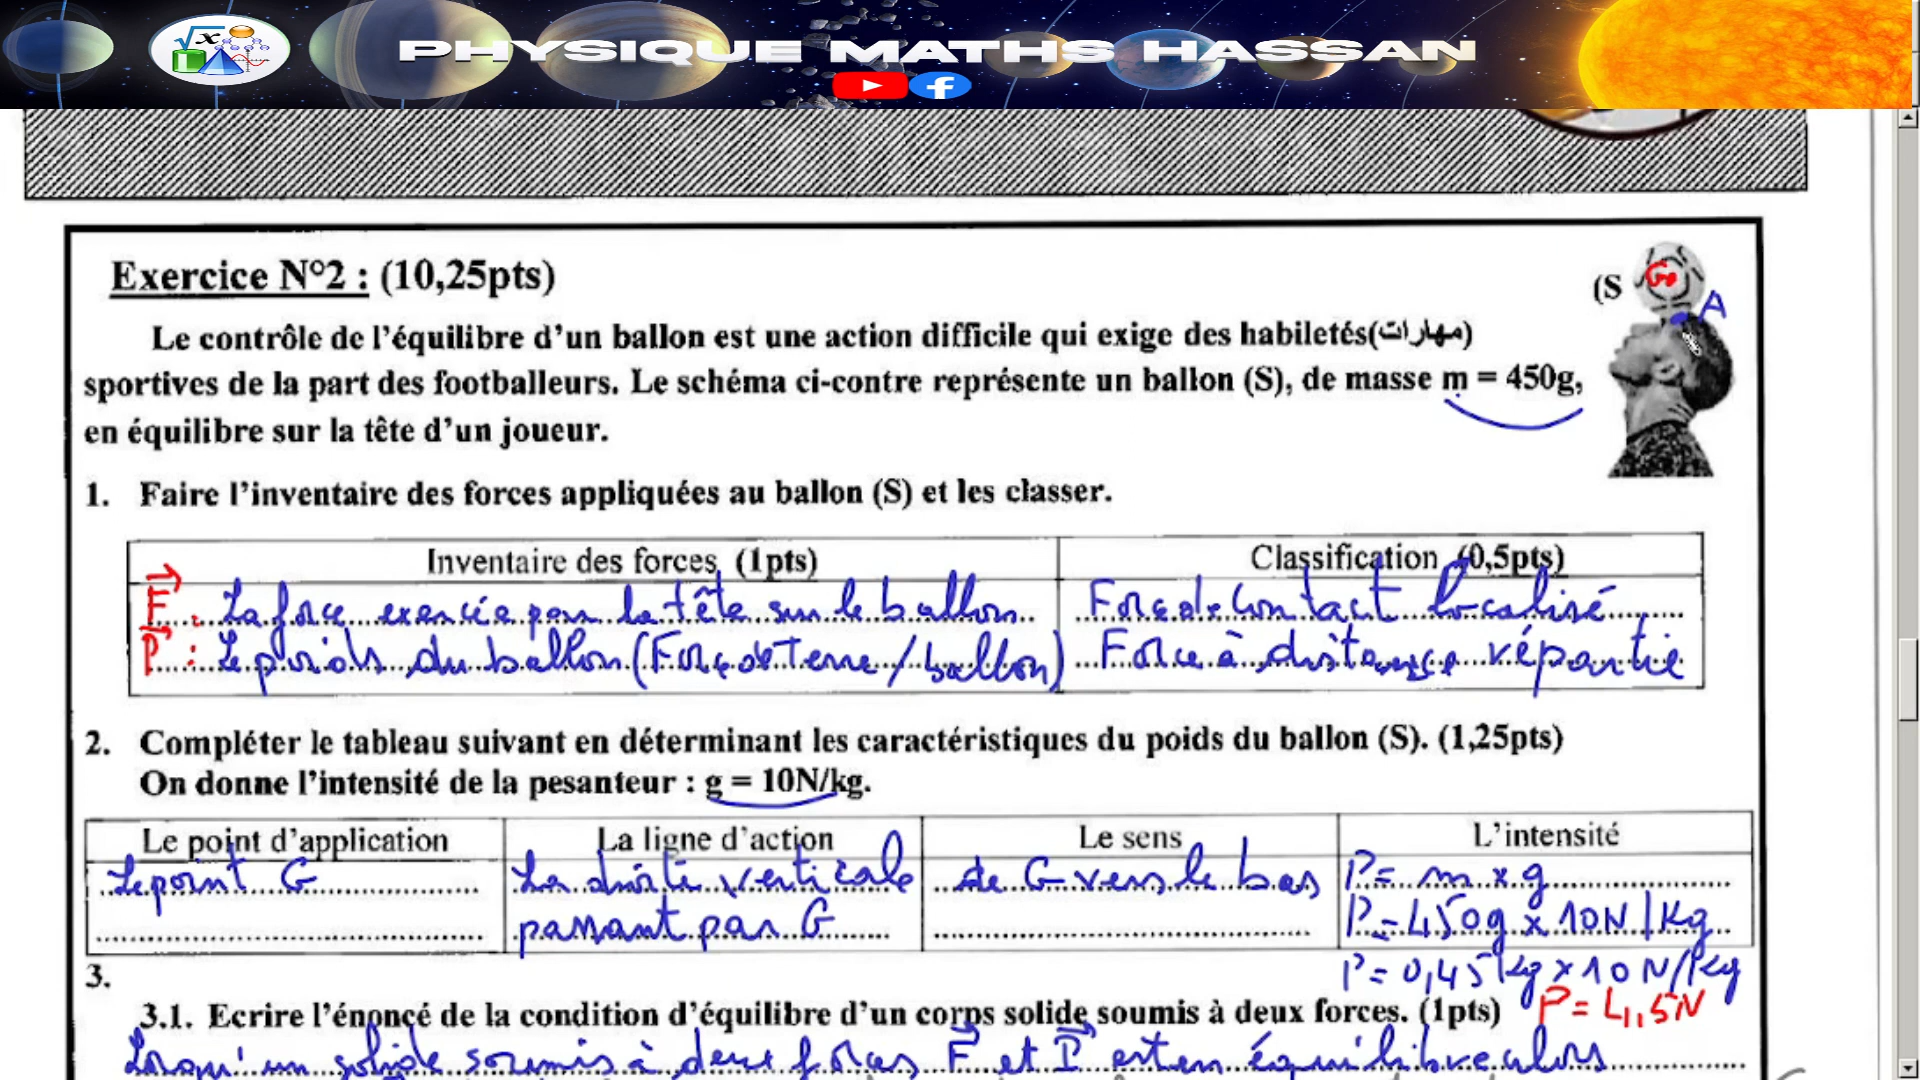 PHYSIQUE MATHS HASSAN
Exercice N°2 : (10,25pts)
(S
G
A
Le contrôle de l'équilibre d'un ballon est une action difficile qui exige des habiletés(مهارات)
sportives de la part des footballeurs. Le schéma ci-contre représente un ballon (S), de masse m = 450g,
en équilibre sur la tête d'un joueur.
1. Faire l'inventaire des forces appliquées au ballon (S) et les classer.
Inventaire des forces (1pts) Classification (0,5pts)
F : La force exercée par la tête sur le ballon Force de contact localisé
P : Le poids du ballon (Force de Terre / ballon) Force à distance répartie
2. Compléter le tableau suivant en déterminant les caractéristiques du poids du ballon (S). (1,25pts)
On donne l'intensité de la pesanteur : g = 10N/kg.
Le point d'application La ligne d'action Le sens L'intensité
Le point G La droite verticale de G vers le bas P = m x g
passant par G P = 450g x 10N/Kg
P = 0,45Kg x 10N/Kg
3.
3.1. Ecrire l'énoncé de la condition d'équilibre d'un corps solide soumis à deux forces. (1pts) P = 4,5N
Lorsqu'un solide soumis à deux forces F et P est en équilibre alors